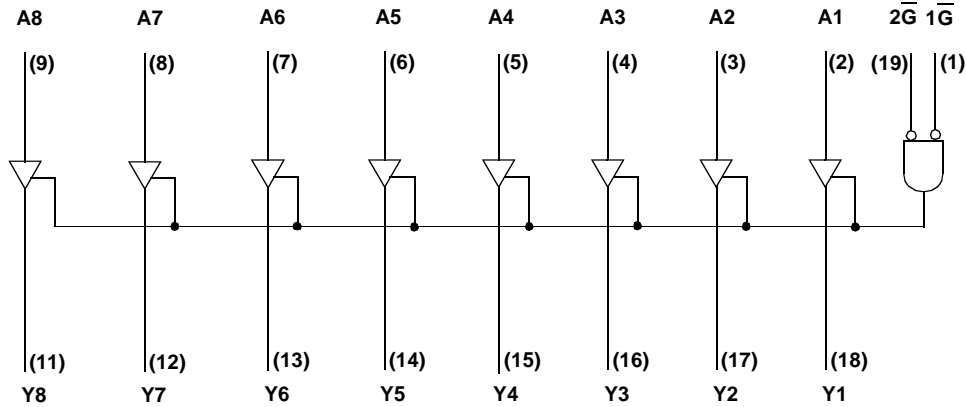 A8 A7 A6 A5 A4 A3 A2 A1 2G̅ 1G̅
(9) (8) (7) (6) (5) (4) (3) (2) (19) (1)
(11) (12) (13) (14) (15) (16) (17) (18)
Y8 Y7 Y6 Y5 Y4 Y3 Y2 Y1